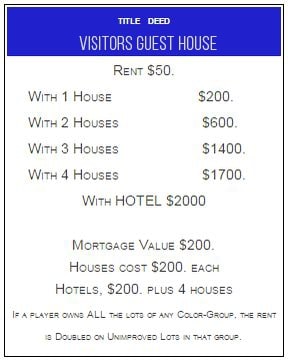 TITLE DEED
VISITORS GUEST HOUSE
RENT $50.
WITH 1 HOUSE $200.
WITH 2 HOUSES $600.
WITH 3 HOUSES $1400.
WITH 4 HOUSES $1700.
WITH HOTEL $2000
MORTGAGE VALUE $200.
HOUSES COST $200. EACH
HOTELS, $200. PLUS 4 HOUSES
IF A PLAYER OWNS ALL THE LOTS OF ANY COLOR-GROUP, THE RENT
IS DOUBLED ON UNIMPROVED LOTS IN THAT GROUP.